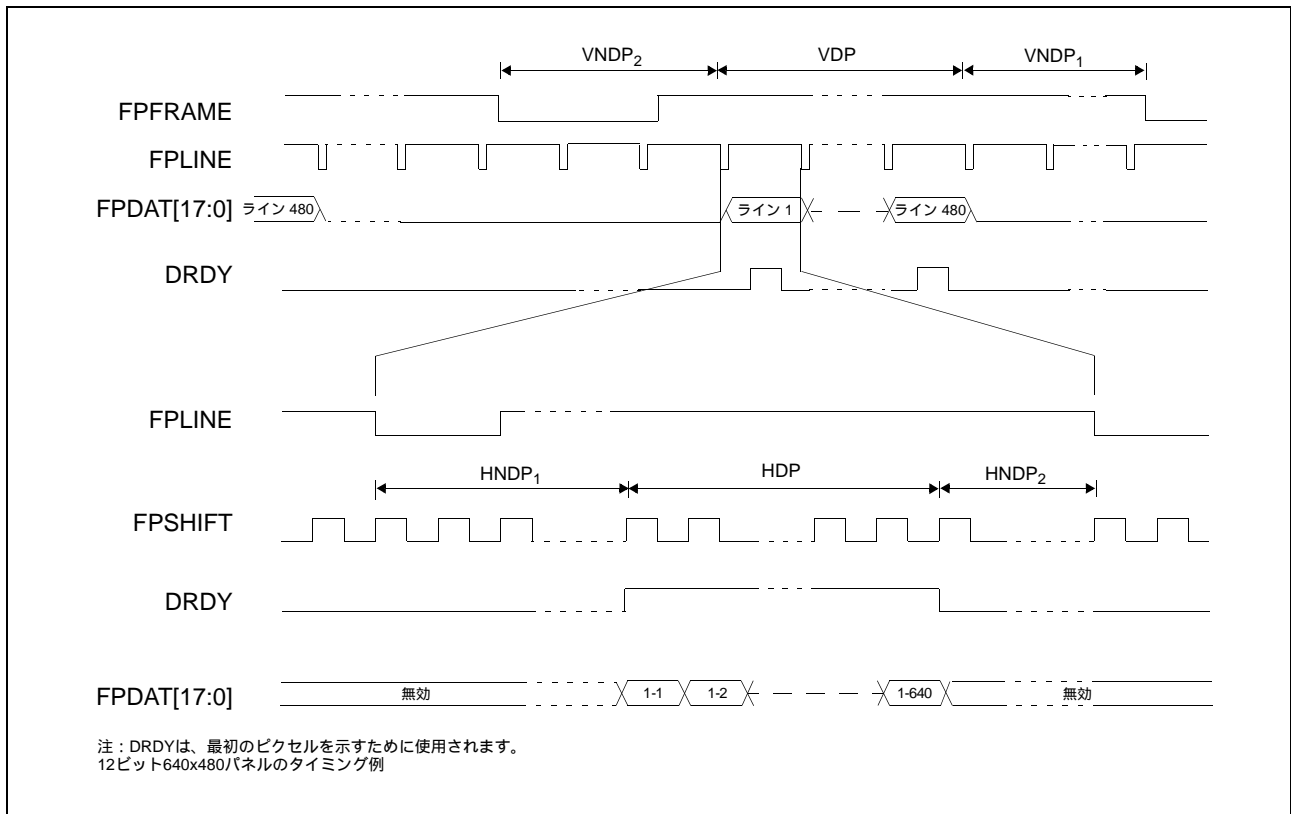 VNDP2 VDP VNDP1
FPFRAME
FPLINE
FPDAT[17:0] ライン 480 ライン 1 ライン 480
DRDY
FPLINE
HNDP1 HDP HNDP2
FPSHIFT
DRDY
FPDAT[17:0] 無効 1-1 1-2 1-640 無効
注：DRDYは、最初のピクセルを示すために使用されます。
12ビット640x480パネルのタイミング例